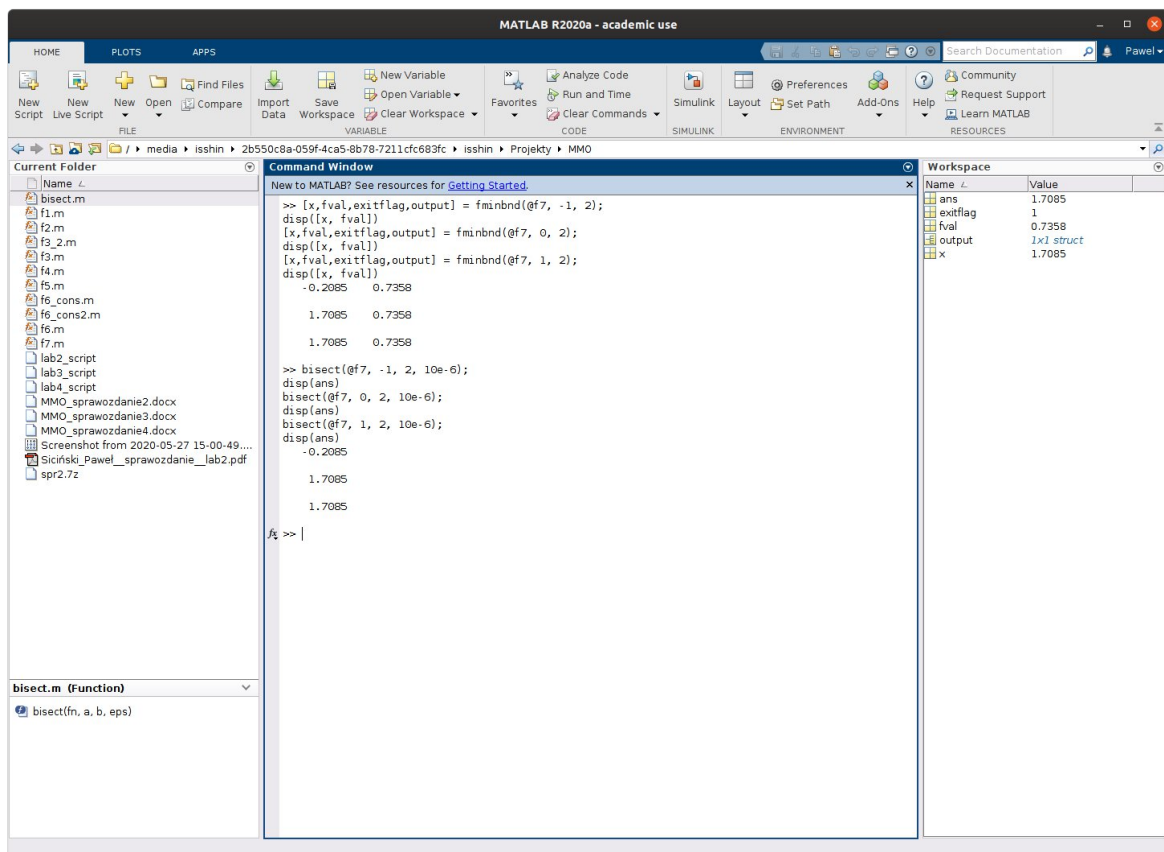 MATLAB R2020a - academic use
HOME PLOTS APPS
Search Documentation
Pawel
New Script
New Live Script
New
Open
Find Files
Compare
FILE
Import Data
Save Workspace
New Variable
Open Variable
Clear Workspace
VARIABLE
Favorites
Analyze Code
Run and Time
Clear Commands
CODE
Simulink
SIMULINK
Layout
Preferences
Set Path
Add-Ons
ENVIRONMENT
Help
Community
Request Support
Learn MATLAB
RESOURCES
/ media isshin 2b550c8a-059f-4ca5-8b78-7211cfc683fc isshin Projekty MMO
Current Folder
Name
bisect.m
f1.m
f2.m
f3_2.m
f3.m
f4.m
f5.m
f6_cons.m
f6_cons2.m
f6.m
f7.m
lab2_script
lab3_script
lab4_script
MMO_sprawozdanie2.docx
MMO_sprawozdanie3.docx
MMO_sprawozdanie4.docx
Screenshot from 2020-05-27 15-00-49....
Siciński_Paweł__sprawozdanie__lab2.pdf
spr2.7z
bisect.m (Function)
bisect(fn, a, b, eps)
Command Window
New to MATLAB? See resources for Getting Started.
>> [x,fval,exitflag,output] = fminbnd(@f7, -1, 2);
disp([x, fval])
[x,fval,exitflag,output] = fminbnd(@f7, 0, 2);
disp([x, fval])
[x,fval,exitflag,output] = fminbnd(@f7, 1, 2);
disp([x, fval])
-0.2085 0.7358
1.7085 0.7358
1.7085 0.7358
>> bisect(@f7, -1, 2, 10e-6);
disp(ans)
bisect(@f7, 0, 2, 10e-6);
disp(ans)
bisect(@f7, 1, 2, 10e-6);
disp(ans)
-0.2085
1.7085
1.7085
fx >>
Workspace
Name Value
ans 1.7085
exitflag 1
fval 0.7358
output 1x1 struct
x 1.7085